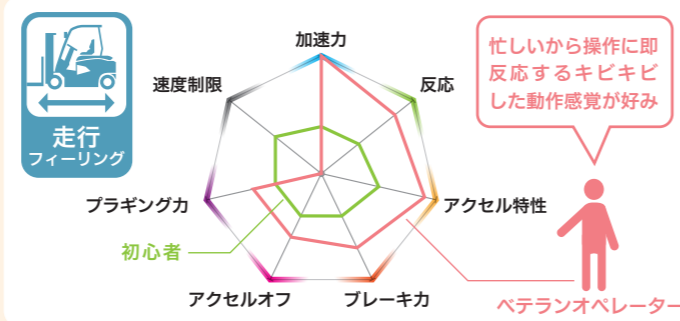 加速力
忙しいから操作に即
反応するキビキビ
した動作感覚が好み
速度制限
反応
走行
フィーリング
プラギング力
アクセル特性
初心者
アクセルオフ
ブレーキ力
ベテランオペレーター